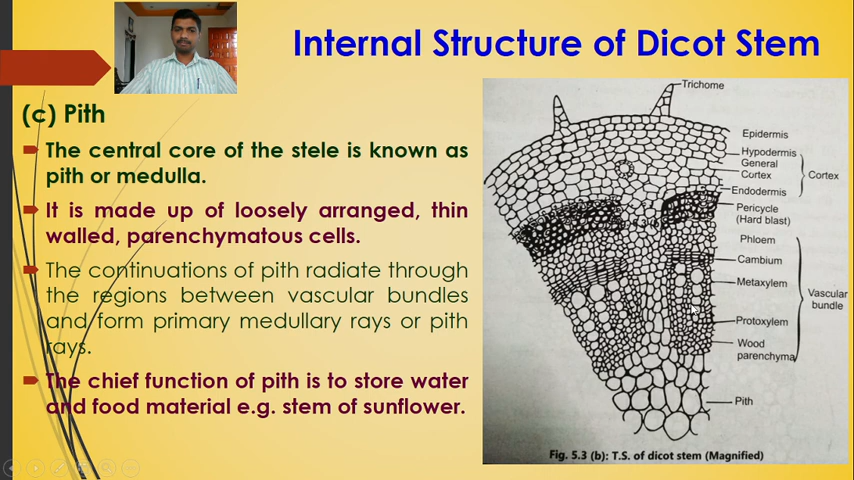 Internal Structure of Dicot Stem
(c) Pith
The central core of the stele is known as
pith or medulla.
It is made up of loosely arranged, thin
walled, parenchymatous cells.
The continuations of pith radiate through
the regions between vascular bundles
and form primary medullary rays or pith
rays.
The chief function of pith is to store water
and food material e.g. stem of sunflower.
Trichome
Epidermis
Hypodermis
General
Cortex
Cortex
Endodermis
Pericycle
(Hard blast)
Phloem
Cambium
Metaxylem
Vascular
bundle
Protoxylem
Wood
parenchyma
Pith
Fig. 5.3 (b): T.S. of dicot stem (Magnified)